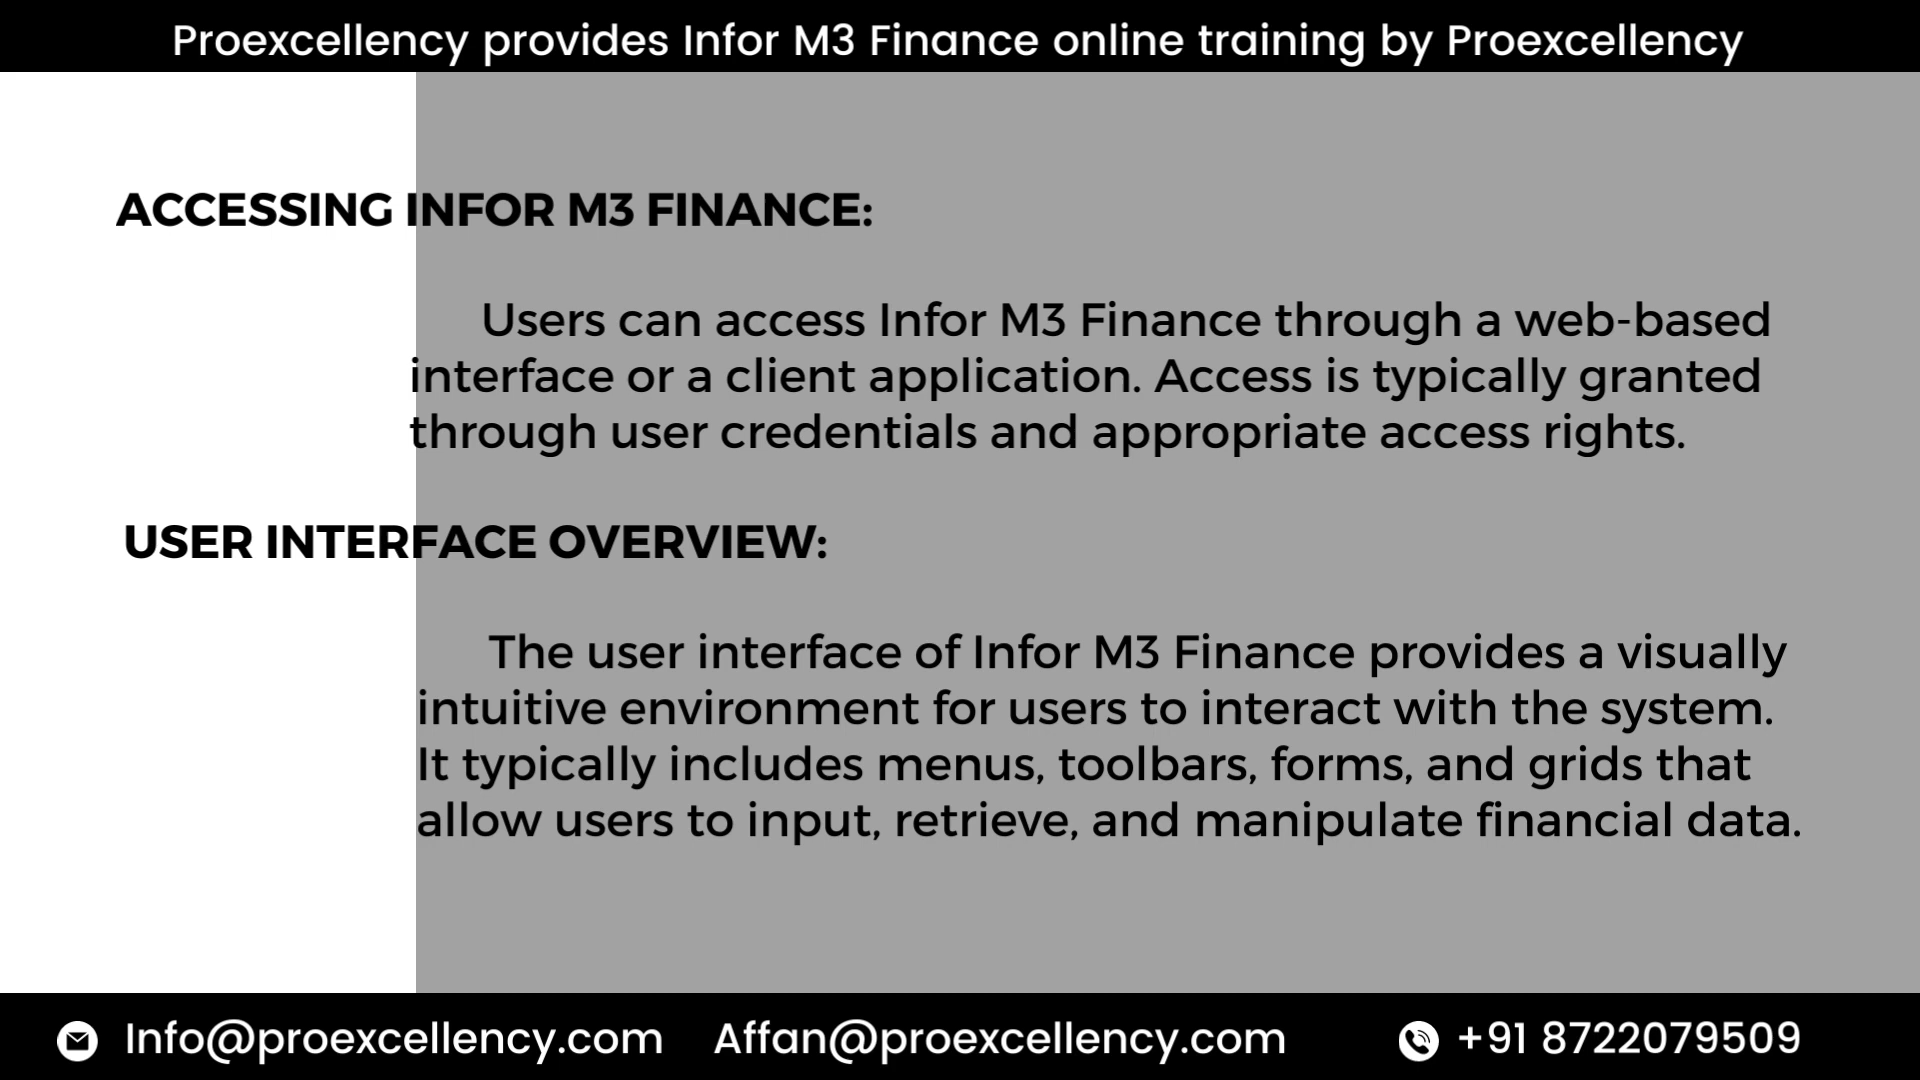 Proexcellency provides Infor M3 Finance online training by Proexcellency
ACCESSING INFOR M3 FINANCE:
Users can access Infor M3 Finance through a web-based
interface or a client application. Access is typically granted
through user credentials and appropriate access rights.
USER INTERFACE OVERVIEW:
The user interface of Infor M3 Finance provides a visually
intuitive environment for users to interact with the system.
It typically includes menus, toolbars, forms, and grids that
allow users to input, retrieve, and manipulate financial data.
Info@proexcellency.com Affan@proexcellency.com +91 8722079509